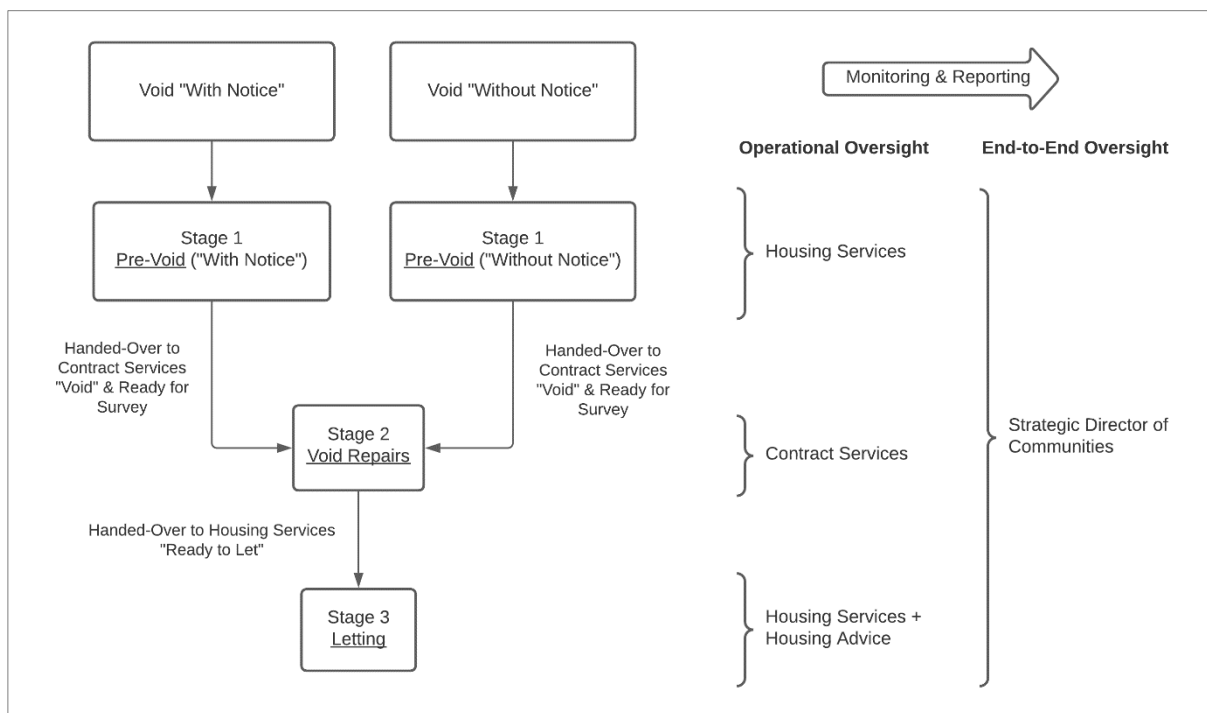 Void "With Notice"
Void "Without Notice"
Monitoring & Reporting
Operational Oversight
End-to-End Oversight
Stage 1
Pre-Void ("With Notice")
Stage 1
Pre-Void ("Without Notice")
Housing Services
Handed-Over to
Contract Services
"Void" & Ready for
Survey
Handed-Over to
Contract Services
"Void" & Ready for
Survey
Stage 2
Void Repairs
Contract Services
Strategic Director of
Communities
Handed-Over to Housing Services
"Ready to Let"
Stage 3
Letting
Housing Services +
Housing Advice